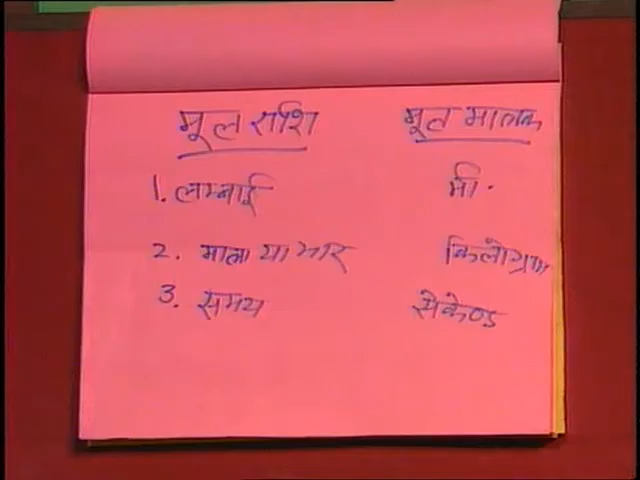 मूल राशि मूल मात्रक
1. लम्बाई मी.
2. मात्रा या भार किलोग्राम
3. समय सेकेण्ड